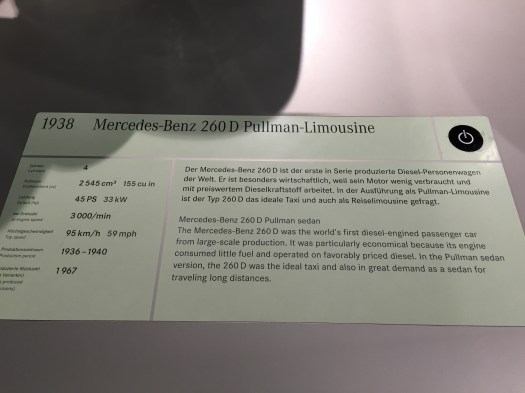 1938 Mercedes-Benz 260 D Pullman-Limousine
4
2 545 cm³ 155 cu in
45 PS 33 kW
3 000/min
95 km/h 59 mph
1936 – 1940
1 967
Der Mercedes-Benz 260 D ist der erste in Serie produzierte Diesel-Personenwagen
der Welt. Er ist besonders wirtschaftlich, weil sein Motor wenig verbraucht und
mit preiswertem Dieselkraftstoff arbeitet. In der Ausführung als Pullman-Limousine
ist der Typ 260 D das ideale Taxi und auch als Reiselimousine gefragt.
Mercedes-Benz 260 D Pullman sedan
The Mercedes-Benz 260 D was the world's first diesel-engined passenger car
from large-scale production. It was particularly economical because its engine
consumed little fuel and operated on favorably priced diesel. In the Pullman sedan
version, the 260 D was the ideal taxi and also in great demand as a sedan for
traveling long distances.